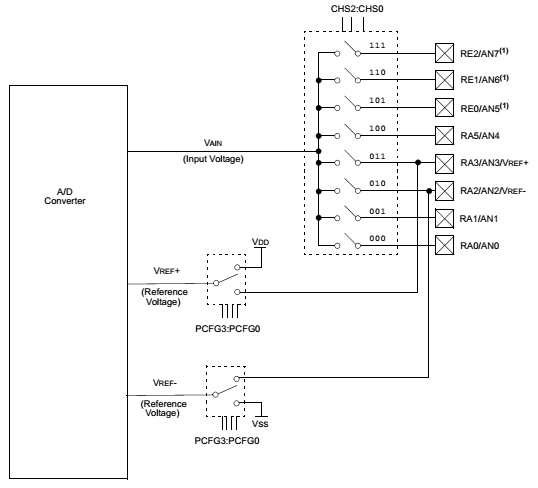 CHS2:CHS0
111
RE2/AN7(1)
110
RE1/AN6(1)
101
RE0/AN5(1)
100
RA5/AN4
VAIN
(Input Voltage)
011
RA3/AN3/VREF+
010
RA2/AN2/VREF-
A/D
Converter
001
RA1/AN1
000
RA0/AN0
VDD
VREF+
(Reference
Voltage)
PCFG3:PCFG0
VREF-
(Reference
Voltage)
VSS
PCFG3:PCFG0